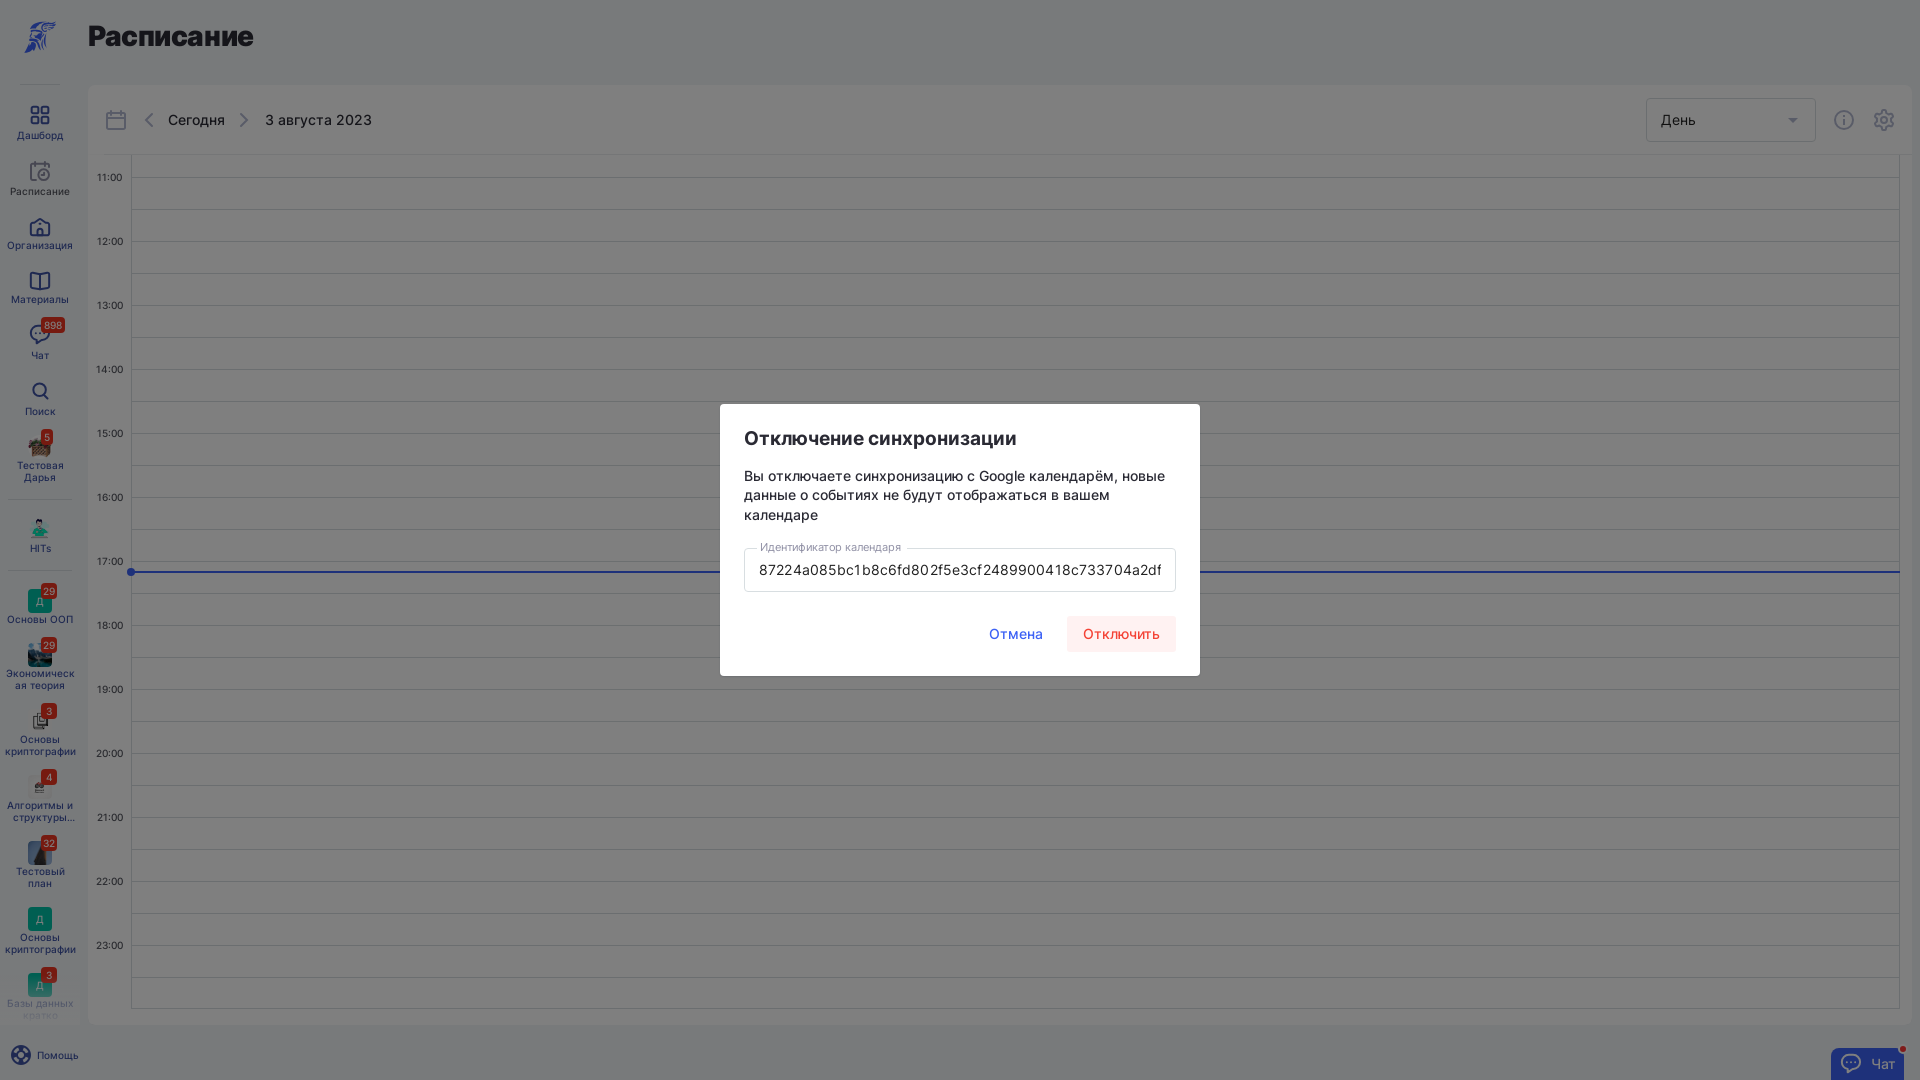 Расписание
Дашборд
Расписание
Организация
Материалы
898
Чат
Поиск
5
Тестовая
Дарья
HITs
29
Д
Основы ООП
29
Экономическ
ая теория
3
Основы
криптографии
4
Алгоритмы и
структуры...
32
Тестовый
план
Д
Основы
криптографии
3
Д
Базы данных
кратко
Помощь
Сегодня
3 августа 2023
День
11:00
12:00
13:00
14:00
15:00
16:00
17:00
18:00
19:00
20:00
21:00
22:00
23:00
Отключение синхронизации
Вы отключаете синхронизацию с Google календарём, новые
данные о событиях не будут отображаться в вашем
календаре
Идентификатор календаря
87224a085bc1b8c6fd802f5e3cf2489900418c733704a2df
Отмена
Отключить
Чат